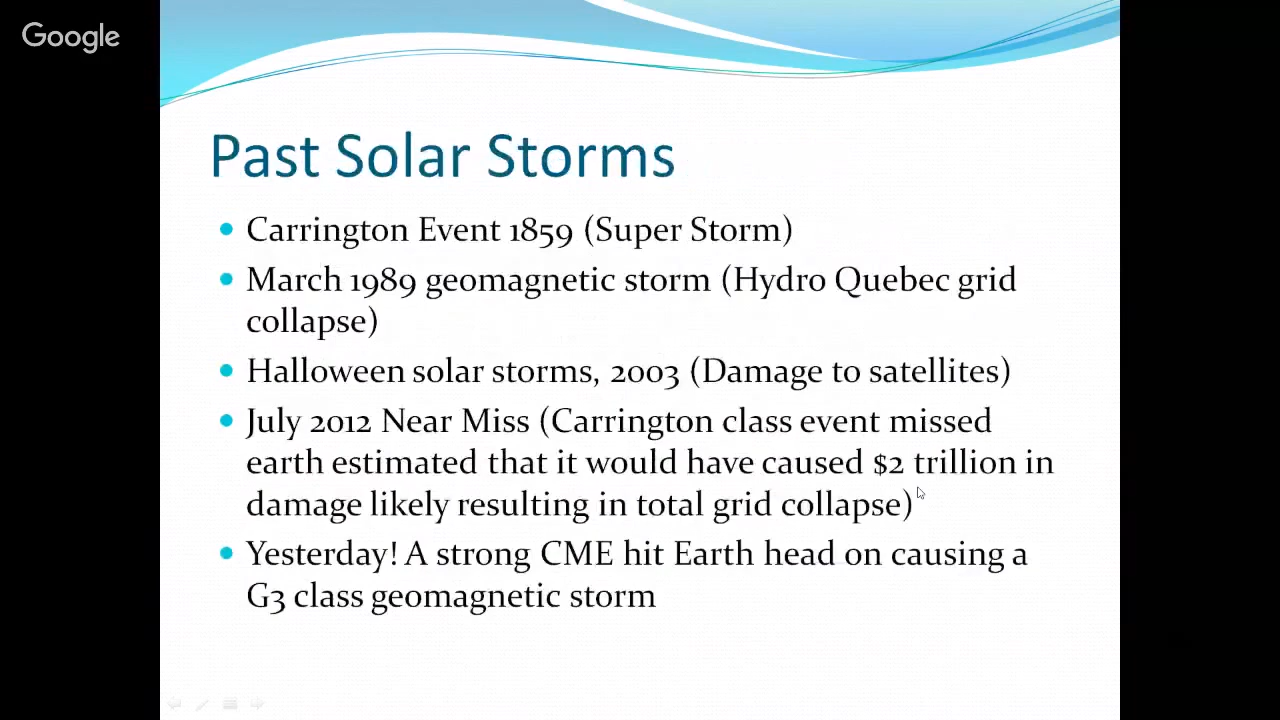 Google
Past Solar Storms
Carrington Event 1859 (Super Storm)
March 1989 geomagnetic storm (Hydro Quebec grid
collapse)
Halloween solar storms, 2003 (Damage to satellites)
July 2012 Near Miss (Carrington class event missed
earth estimated that it would have caused $2 trillion in
damage likely resulting in total grid collapse)
Yesterday! A strong CME hit Earth head on causing a
G3 class geomagnetic storm